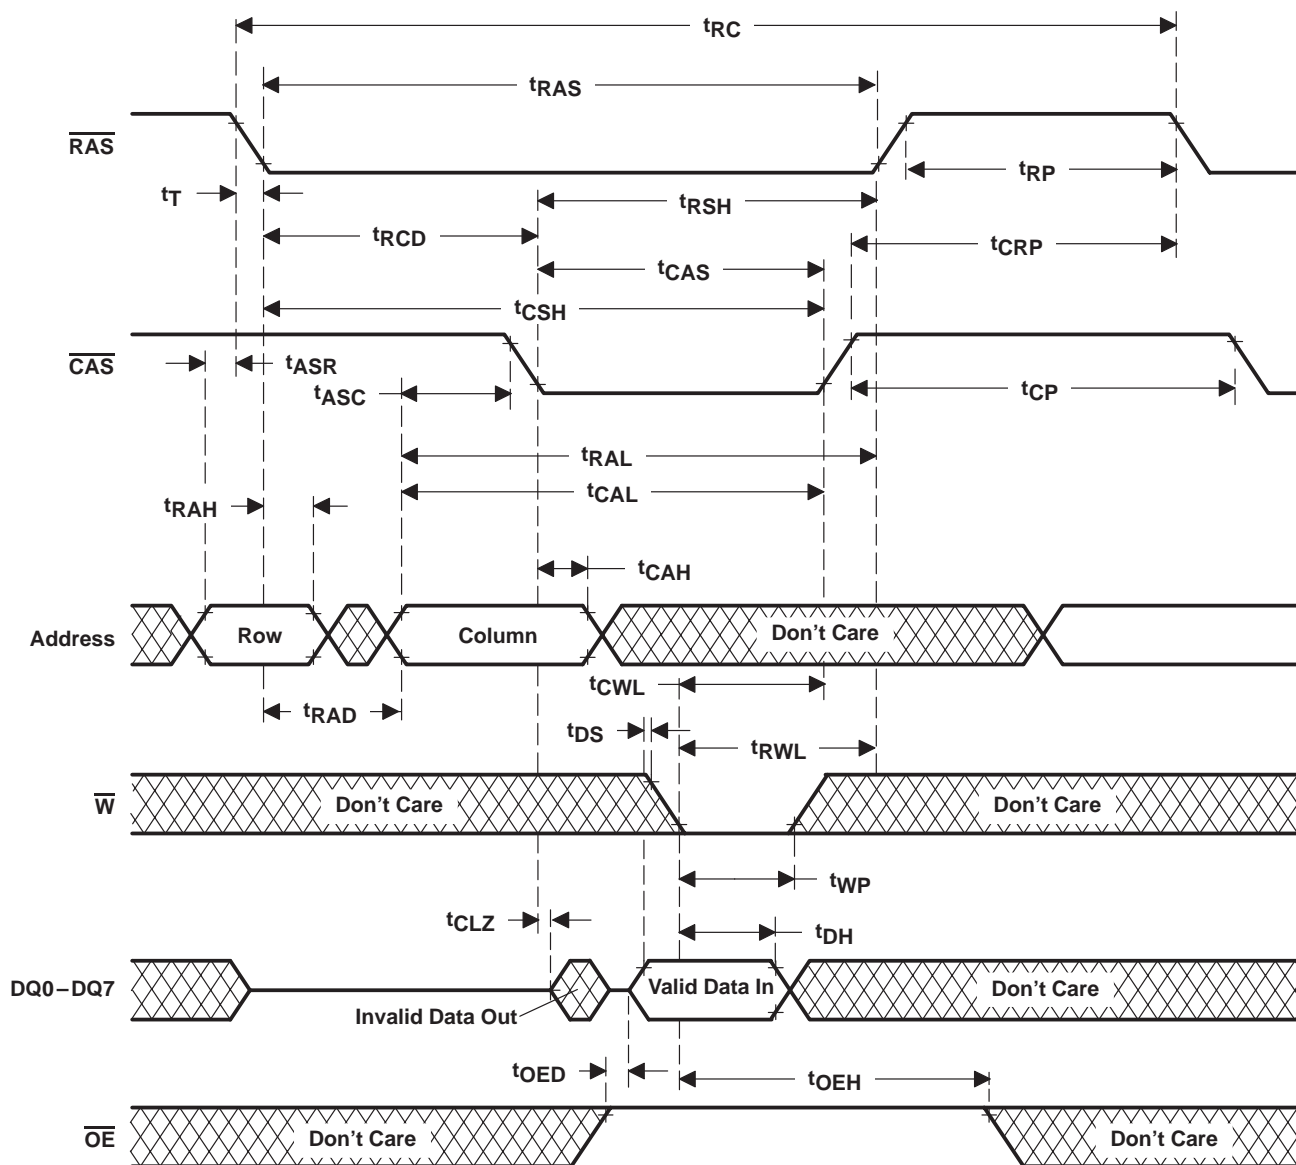 tRC
tRAS
RAS
tT
tRP
tRSH
tRCD
tCRP
tCAS
tCSH
CAS
tASR
tASC
tCP
tRAL
tCAL
tRAH
tCAH
Address
Row
Column
Don't Care
tCWL
tRAD
tDS
tRWL
W
Don't Care
Don't Care
tWP
tCLZ
tDH
DQ0–DQ7
Valid Data In
Don't Care
Invalid Data Out
tOED
tOEH
OE
Don't Care
Don't Care